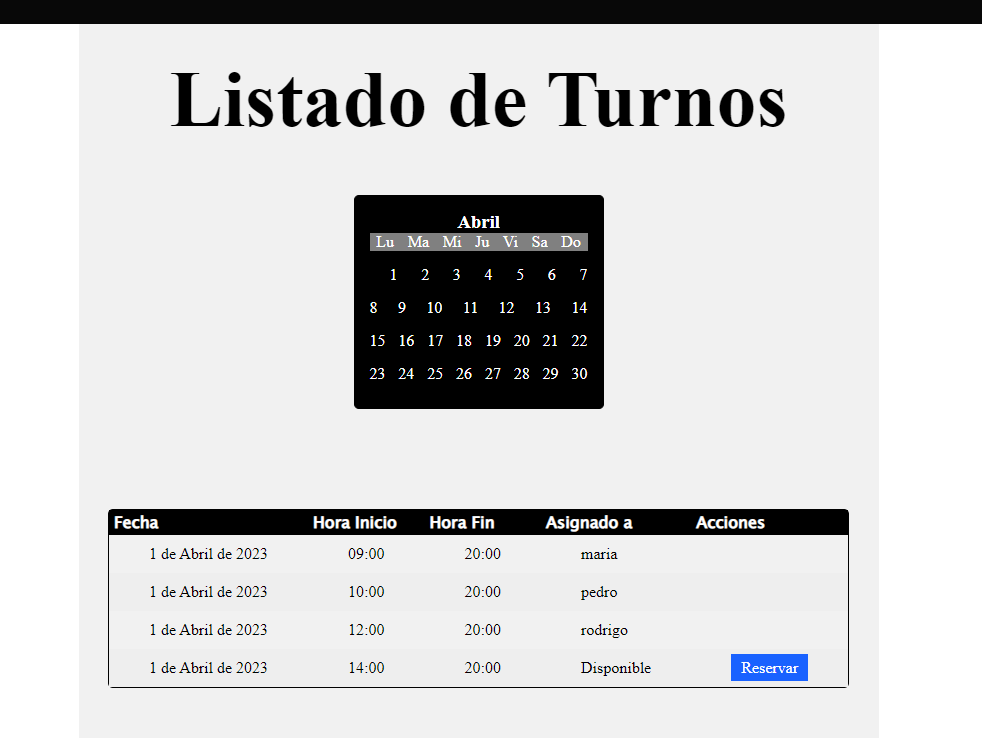 Listado de Turnos
Abril
Lu Ma Mi Ju Vi Sa Do
1 2 3 4 5 6 7
8 9 10 11 12 13 14
15 16 17 18 19 20 21 22
23 24 25 26 27 28 29 30
Fecha Hora Inicio Hora Fin Asignado a Acciones
1 de Abril de 2023 09:00 20:00 maria
1 de Abril de 2023 10:00 20:00 pedro
1 de Abril de 2023 12:00 20:00 rodrigo
1 de Abril de 2023 14:00 20:00 Disponible Reservar